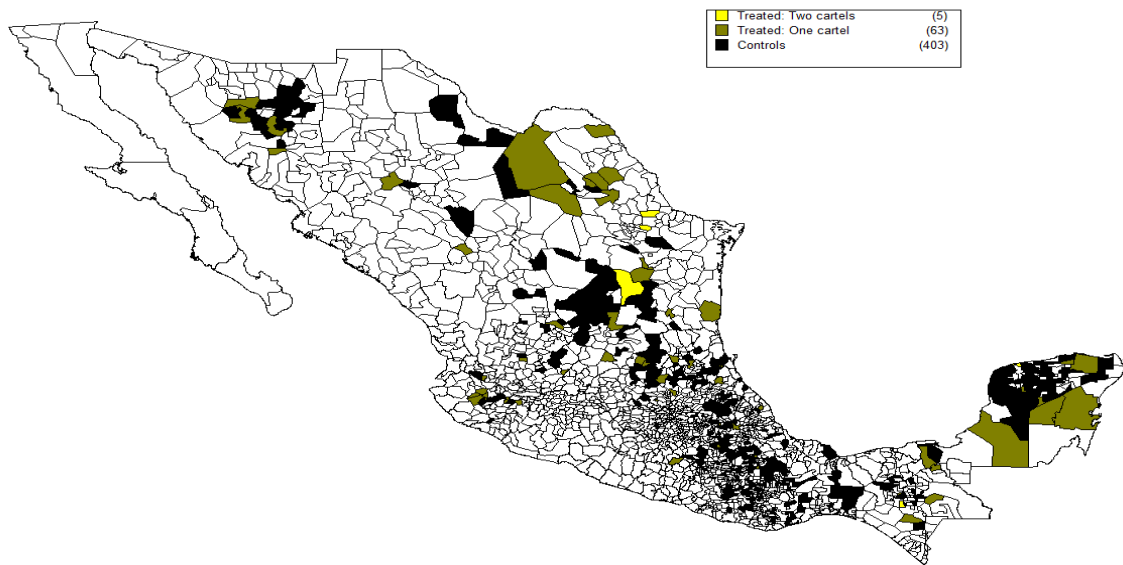 Treated: Two cartels (5)
Treated: One cartel (63)
Controls (403)